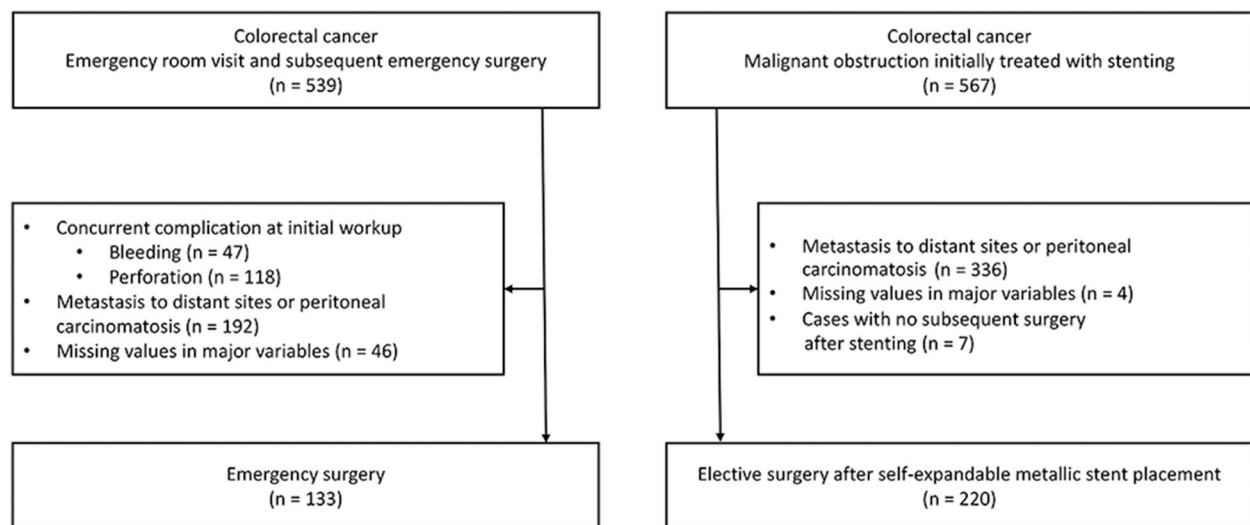 Colorectal cancer
Emergency room visit and subsequent emergency surgery
(n = 539)
Colorectal cancer
Malignant obstruction initially treated with stenting
(n = 567)
• Concurrent complication at initial workup
• Bleeding (n = 47)
• Perforation (n = 118)
• Metastasis to distant sites or peritoneal
carcinomatosis (n = 192)
• Missing values in major variables (n = 46)
• Metastasis to distant sites or peritoneal
carcinomatosis (n = 336)
• Missing values in major variables (n = 4)
• Cases with no subsequent surgery
after stenting (n = 7)
Emergency surgery
(n = 133)
Elective surgery after self-expandable metallic stent placement
(n = 220)